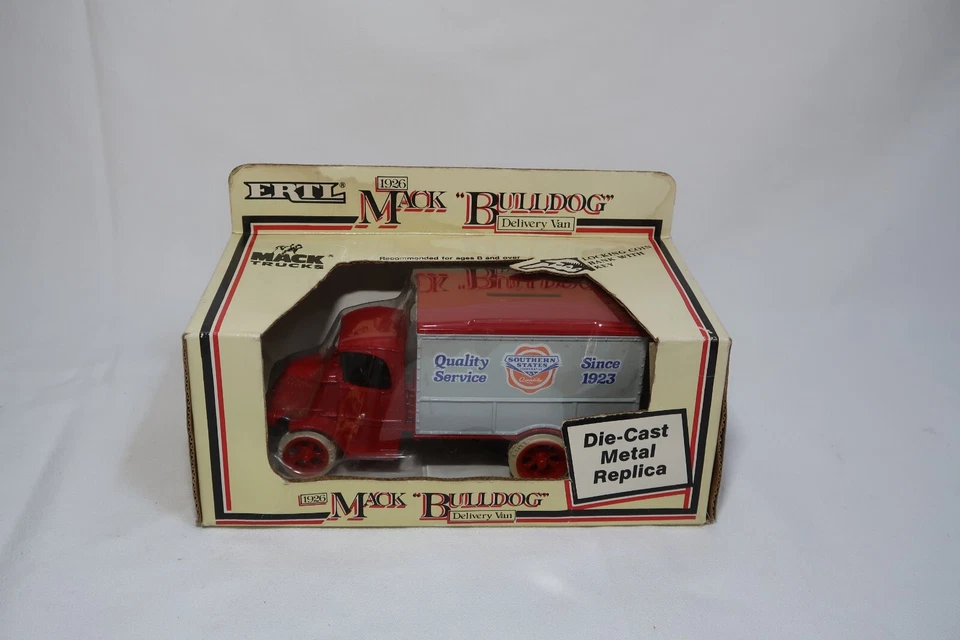 ERTL®
1926
MACK "BULLDOG"
Delivery Van
MACK
TRUCKS
Recommended for ages 8 and over
LOCKING COIN
BANK WITH
KEY
Quality
Service
SOUTHERN
STATES
Since
1923
Die-Cast
Metal
Replica
1926
MACK "BULLDOG"
Delivery Van